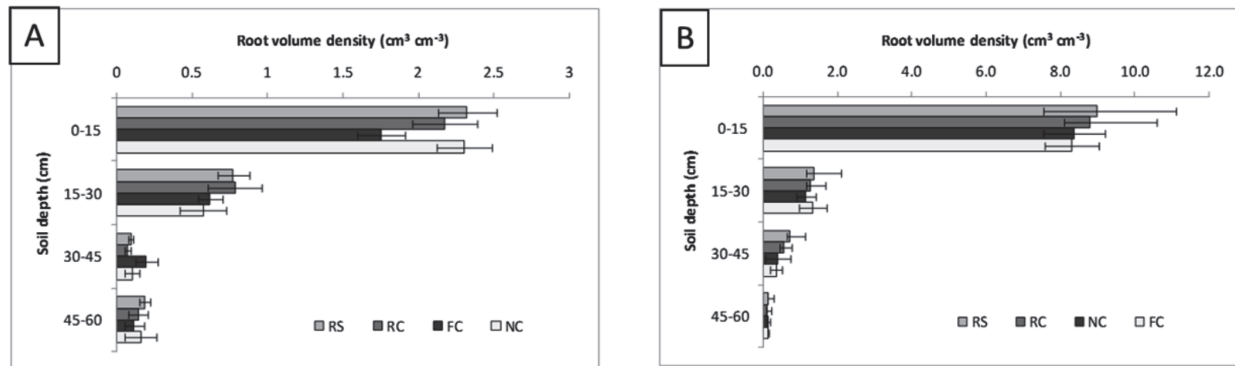 A
Root volume density (cm³ cm⁻³)
0 0.5 1 1.5 2 2.5 3
Soil depth (cm)
0-15
15-30
30-45
45-60
RS RC FC NC
B
Root volume density (cm³ cm⁻³)
0.0 2.0 4.0 6.0 8.0 10.0 12.0
Soil depth (cm)
0-15
15-30
30-45
45-60
RS RC NC FC